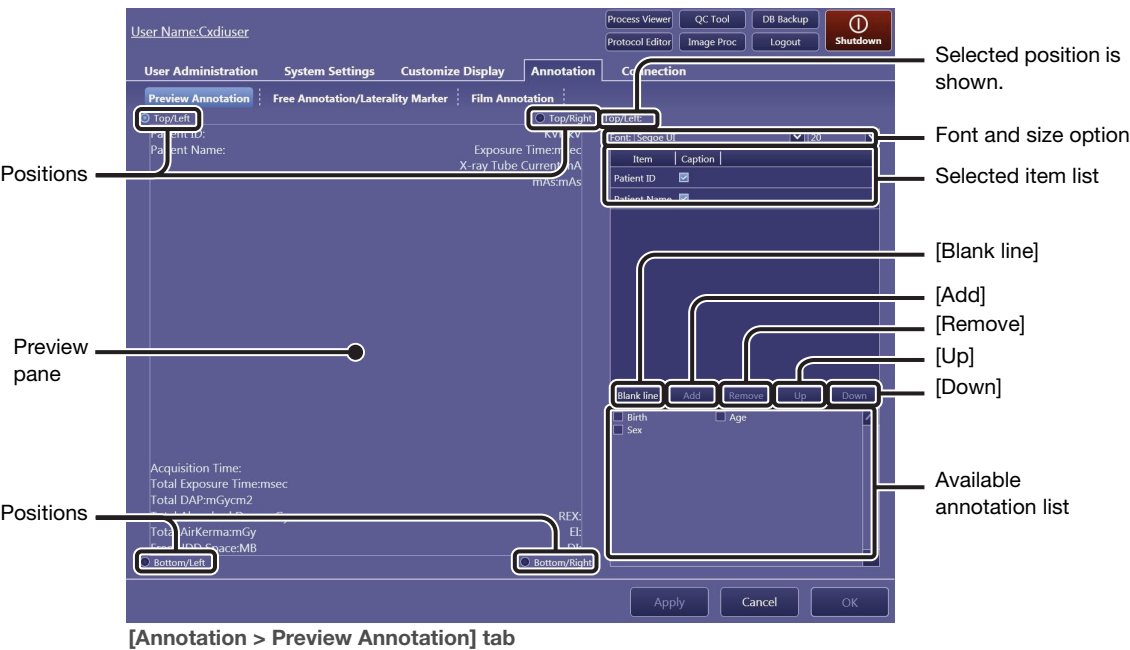 User Name:Cxdiuser
Process Viewer
QC Tool
DB Backup
Shutdown
Protocol Editor
Image Proc
Logout
User Administration
System Settings
Customize Display
Annotation
Connection
Preview Annotation
Free Annotation/Laterality Marker
Film Annotation
Top/Left
Top/Right
Top/Left:
Selected position is
shown.
Patient ID:
Patient Name:
Exposure Time:msec
X-ray Tube Current
mAs:mAs
Font: Segoe UI
20
Font and size option
Item
Caption
Patient ID
Patient Name
Selected item list
Positions
[Blank line]
[Add]
[Remove]
[Up]
[Down]
Preview
pane
Blank line
Add
Remove
Up
Down
Birth
Age
Sex
Available
annotation list
Acquisition Time:
Total Exposure Time:msec
Total DAP:mGycm2
REX:
EI:
DI:
Positions
Bottom/Left
Bottom/Right
Apply
Cancel
OK
[Annotation > Preview Annotation] tab